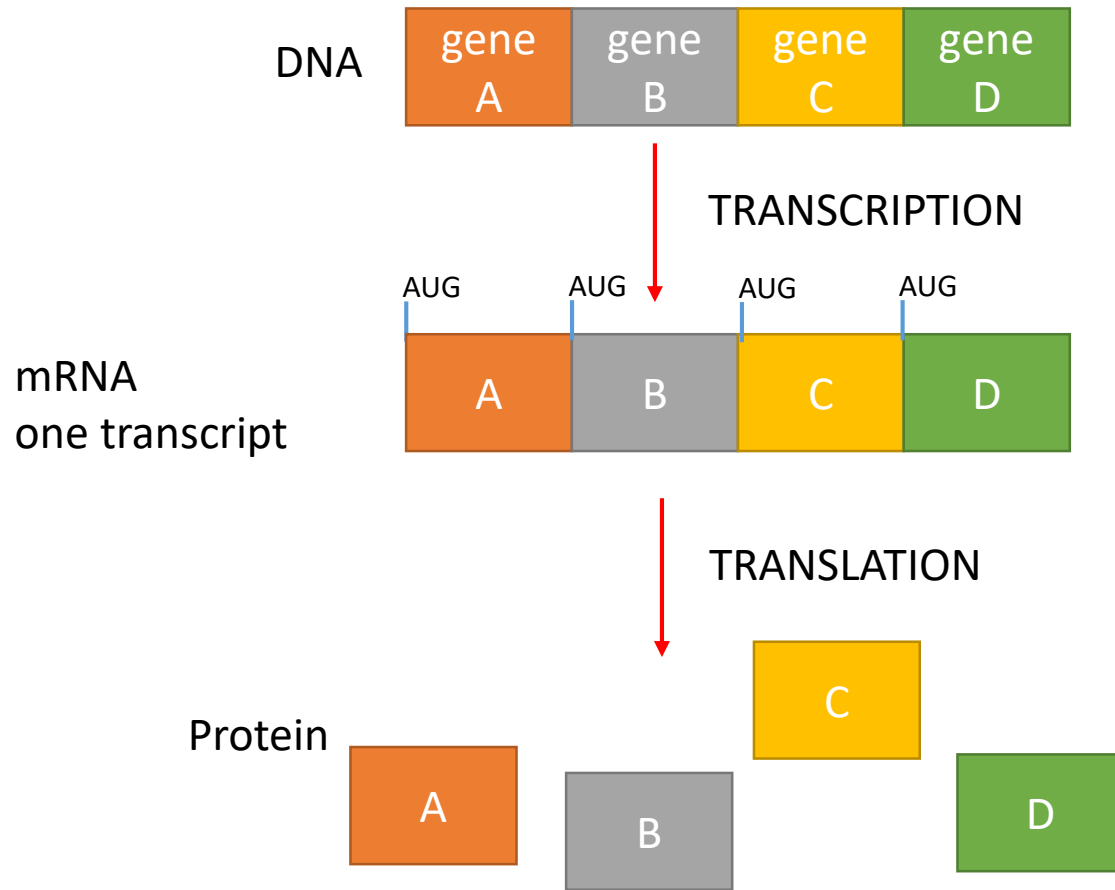 DNA
gene gene gene gene
A B C D
TRANSCRIPTION
AUG AUG AUG AUG
mRNA
one transcript
A B C D
TRANSLATION
Protein
C
A
B
D